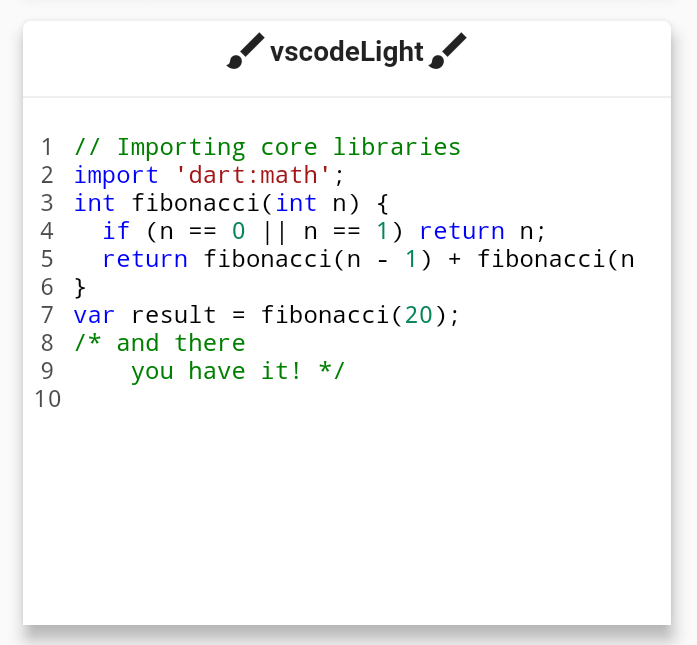 vscodeLight
1 // Importing core libraries
2 import 'dart:math';
3 int fibonacci(int n) {
4   if (n == 0 || n == 1) return n;
5   return fibonacci(n - 1) + fibonacci(n
6 }
7 var result = fibonacci(20);
8 /* and there
9     you have it! */
10